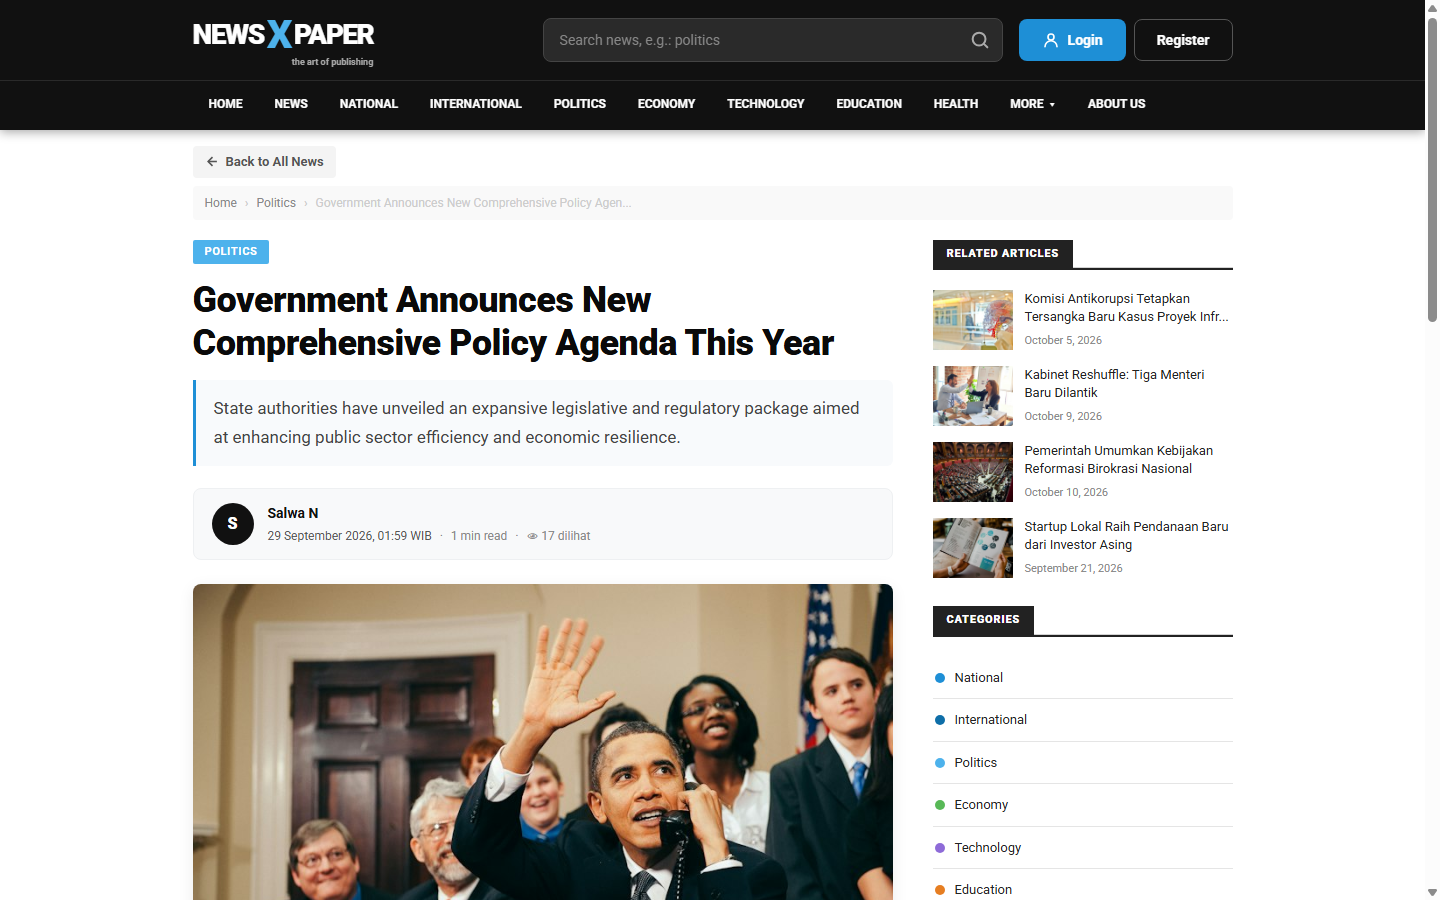 NEWSXPAPER
the art of publishing
Search news, e.g.: politics
Login
Register
HOME
NEWS
NATIONAL
INTERNATIONAL
POLITICS
ECONOMY
TECHNOLOGY
EDUCATION
HEALTH
MORE ▾
ABOUT US
← Back to All News
Home › Politics › Government Announces New Comprehensive Policy Agen...
POLITICS
Government Announces New
Comprehensive Policy Agenda This Year
State authorities have unveiled an expansive legislative and regulatory package aimed
at enhancing public sector efficiency and economic resilience.
S
Salwa N
29 September 2026, 01:59 WIB · 1 min read · 17 dilihat
RELATED ARTICLES
Komisi Antikorupsi Tetapkan
Tersangka Baru Kasus Proyek Infr...
October 5, 2026
Kabinet Reshuffle: Tiga Menteri
Baru Dilantik
October 9, 2026
Pemerintah Umumkan Kebijakan
Reformasi Birokrasi Nasional
October 10, 2026
Startup Lokal Raih Pendanaan Baru
dari Investor Asing
September 21, 2026
CATEGORIES
National
International
Politics
Economy
Technology
Education